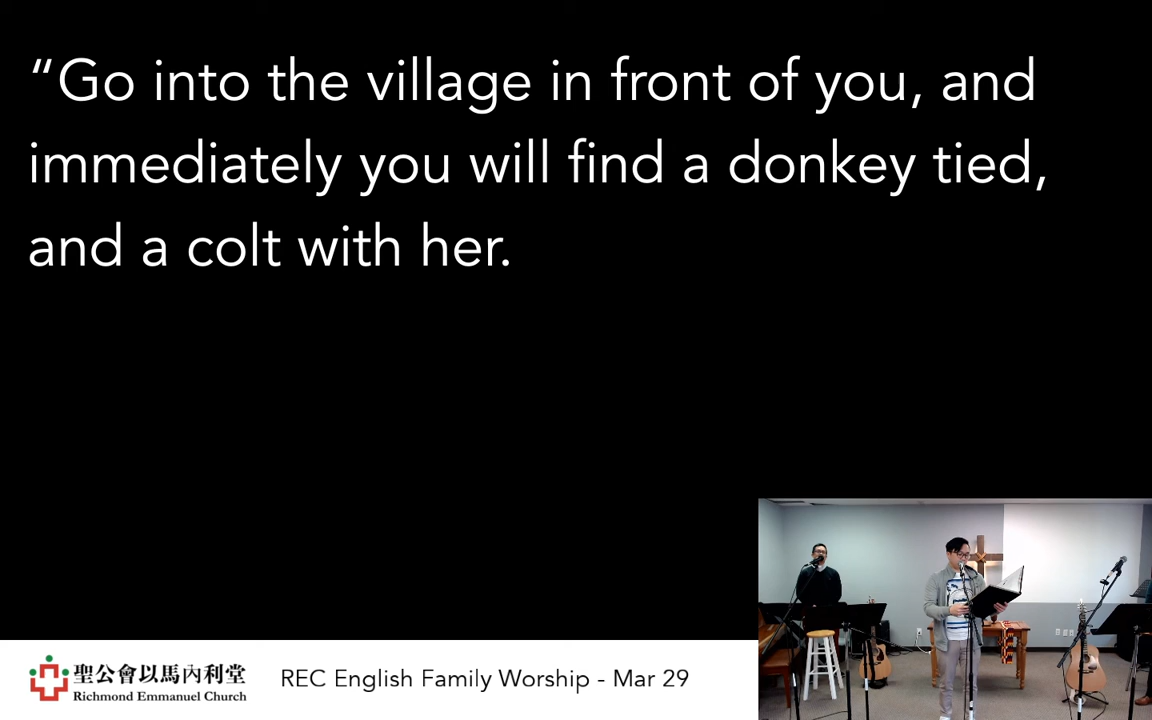 “Go into the village in front of you, and
immediately you will find a donkey tied,
and a colt with her.
聖公會以馬內利堂
Richmond Emmanuel Church
REC English Family Worship - Mar 29